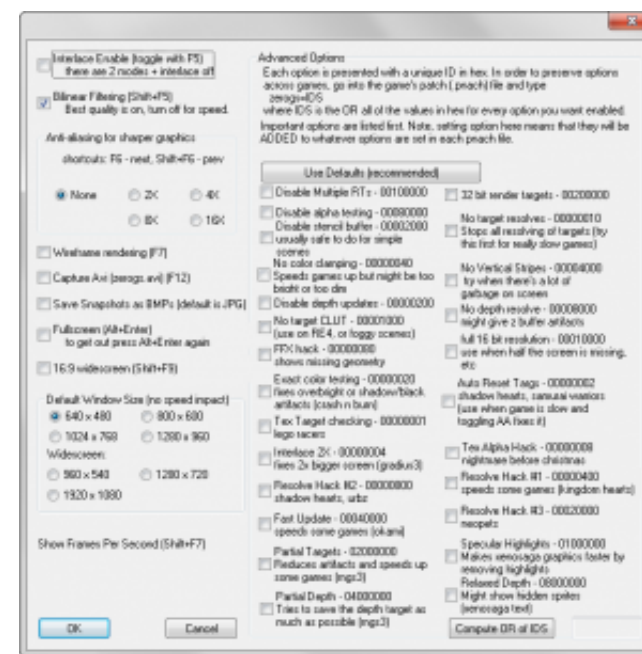 Interlace Enable (toggle with F5)
there are 2 modes + interlace off
Bilinear Filtering (Shift+F5)
Best quality is on, turn off for speed.
Anti-aliasing for sharper graphics
shortcuts: F6 - next, Shift+F6 - prev
None
2X
4X
8X
16X
Wireframe rendering (F7)
Capture Avi (zerogs.avi) (F12)
Save Snapshots as BMPs (default is JPG)
Fullscreen (Alt+Enter)
to get out press Alt+Enter again
16:9 widescreen (Shift+F9)
Default Window Size (no speed impact)
640 x 480
800 x 600
1024 x 768
1280 x 960
Widescreen:
960 x 540
1280 x 720
1920 x 1080
Show Frames Per Second (Shift+F7)
OK
Cancel
Advanced Options
Each option is presented with a unique ID in hex. In order to preserve options
across games, go into the game's patch (.pnach) file and type
zerogs=IDS
where IDS is the OR all of the values in hex for every option you want enabled.
Important options are listed first. Note, setting option here means that they will be
ADDED to whatever options are set in each pnach file.
Use Defaults (recommended)
Disable Multiple RTs - 00100000
Disable alpha testing - 00080000
Disable stencil buffer - 00002000
usually safe to do for simple
scenes
No color clamping - 00000040
Speeds games up but might be too
bright or too dim
Disable depth updates - 00000200
No target CLUT - 00001000
(use on RE4, or foggy scenes)
FFX hack - 00000080
shows missing geometry
Exact color testing - 00000020
fixes overbright or shadow/black
artifacts (crash n burn)
Tex Target checking - 00000001
lego racers
Interlace 2X - 00000004
fixes 2x bigger screen (gradius3)
Resolve Hack #2 - 00000800
shadow hearts, urbz
Fast Update - 00040000
speeds some games (okami)
Partial Targets - 02000000
Reduces artifacts and speeds up
some games (mgs3)
Partial Depth - 04000000
Tries to save the depth target as
much as possible (mgs3)
32 bit render targets - 00200000
No target resolves - 00000010
Stops all resolving of targets (try
this first for really slow games)
No Vertical Stripes - 00004000
try when there's a lot of
garbage on screen
No depth resolve - 00008000
might give z buffer artifacts
full 16 bit resolution - 00010000
use when half the screen is missing,
etc
Auto Reset Targs - 00000002
shadow hearts, samurai warriors
(use when game is slow and
toggling AA fixes it)
Tex Alpha Hack - 00000008
nightmare before christmas
Resolve Hack #1 - 00000400
speeds some games (kingdom hearts)
Resolve Hack #3 - 00020000
neopets
Specular Highlights - 01000000
Makes xenosaga graphics faster by
removing highlights
Relaxed Depth - 08000000
Might show hidden sprites
(xenosaga text)
Compute OR of IDS